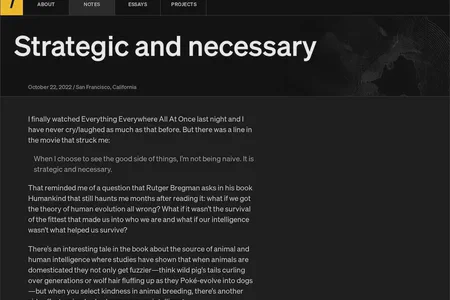 ABOUT NOTES ESSAYS PROJECTS
Strategic and necessary
October 22, 2022 / San Francisco, California
I finally watched Everything Everywhere All At Once last night and I
have never cry/laughed as much as that before. But there was a line in
the movie that struck me:
When I choose to see the good side of things, I'm not being naive. It is
strategic and necessary.
That reminded me of a question that Rutger Bregman asks in his book
Humankind that still haunts me months after reading it: what if we got
the theory of human evolution all wrong? What if it wasn't the survival
of the fittest that made us into who we are and what if our intelligence
wasn't what helped us survive?
There's an interesting tale in the book about the source of animal and
human intelligence where studies have shown that when animals are
domesticated they not only get fuzzier—think wild pig's tails curling
over generations or wolf hair fluffing up as they Poké-evolve into dogs
—but when you select kindness in animal breeding, there's another